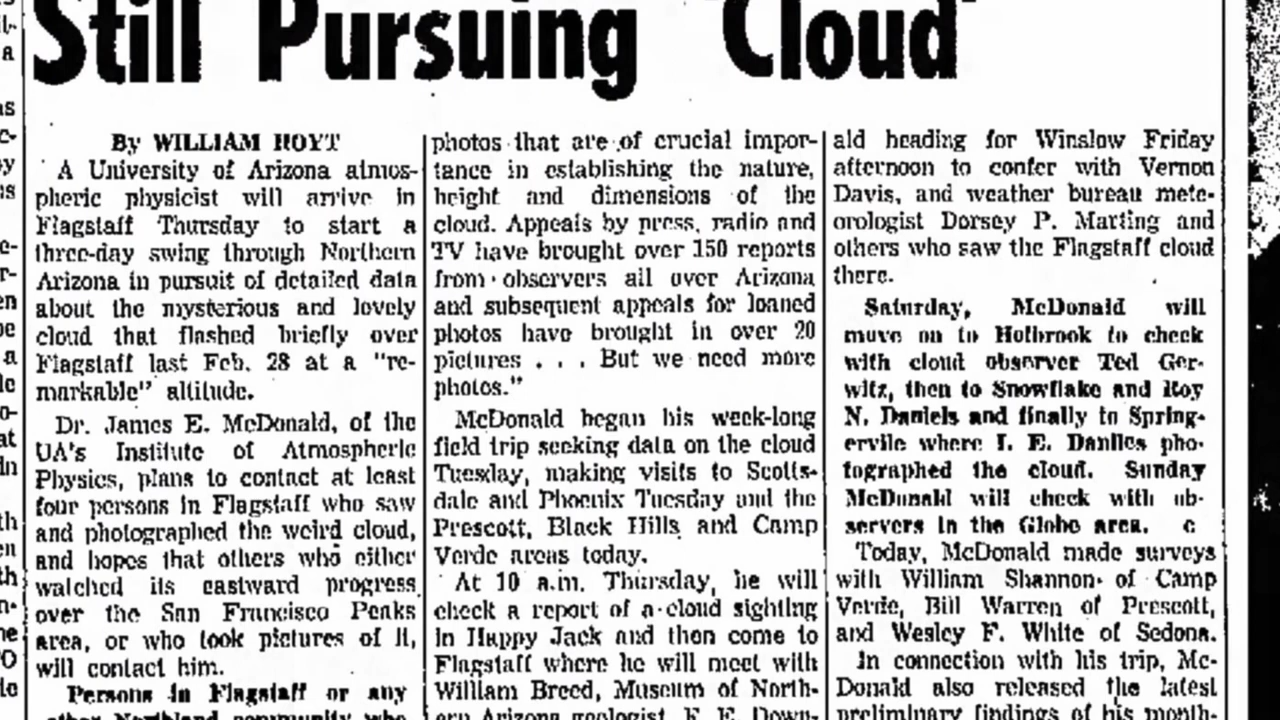 Still Pursuing 'Cloud'
By WILLIAM HOYT
A University of Arizona atmos-
pheric physicist will arrive in
Flagstaff Thursday to start a
three-day swing through Northern
Arizona in pursuit of detailed data
about the mysterious and lovely
cloud that flashed briefly over
Flagstaff last Feb. 28 at a "re-
markable" altitude.
Dr. James E. McDonald, of the
UA's Institute of Atmospheric
Physics, plans to contact at least
four persons in Flagstaff who saw
and photographed the weird cloud,
and hopes that others who either
watched its eastward progress
over the San Francisco Peaks
area, or who took pictures of it,
will contact him.
Persons in Flagstaff or any
other Northland community who
photos that are of crucial impor-
tance in establishing the nature,
height and dimensions of the
cloud. Appeals by press, radio and
TV have brought over 150 reports
from observers all over Arizona
and subsequent appeals for loaned
photos have brought in over 20
pictures . . . But we need more
photos."
McDonald began his week-long
field trip seeking data on the cloud
Tuesday, making visits to Scotts-
dale and Phoenix Tuesday and the
Prescott, Black Hills and Camp
Verde areas today.
At 10 a.m. Thursday, he will
check a report of a cloud sighting
in Happy Jack and then come to
Flagstaff where he will meet with
William Breed, Museum of North-
ern Arizona geologist, E. E. Down-
ald heading for Winslow Friday
afternoon to confer with Vernon
Davis, and weather bureau mete-
orologist Dorsey P. Marting and
others who saw the Flagstaff cloud
there.
Saturday, McDonald will
move on to Holbrook to check
with cloud observer Ted Ger-
witz, then to Snowflake and Roy
N. Daniels and finally to Spring-
erville where I. E. Danlles pho-
tographed the cloud. Sunday
McDonald will check with ob-
servers in the Globe area. c
Today, McDonald made surveys
with William Shannon of Camp
Verde, Bill Warren of Prescott,
and Wesley F. White of Sedona.
In connection with his trip, Mc-
Donald also released the latest
preliminary findings of his month-